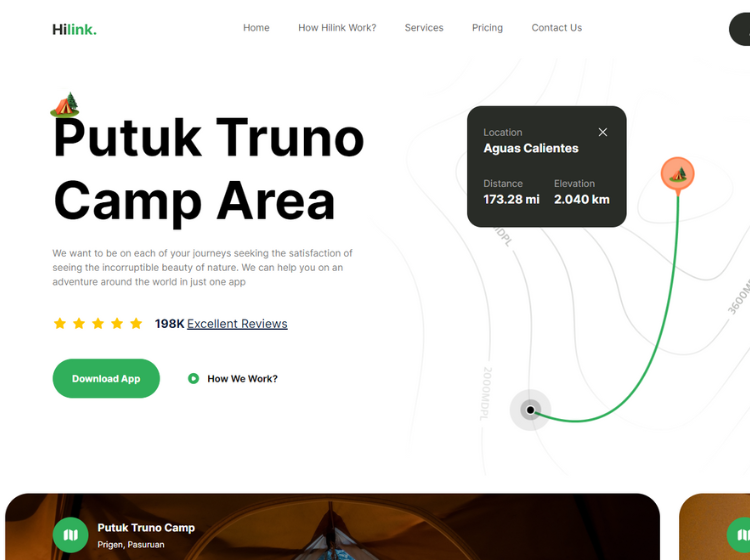 Hilink.
Home
How Hilink Work?
Services
Pricing
Contact Us
Putuk Truno
Camp Area
We want to be on each of your journeys seeking the satisfaction of
seeing the incorruptible beauty of nature. We can help you on an
adventure around the world in just one app
198K Excellent Reviews
Download App
How We Work?
Location
Aguas Calientes
Distance
Elevation
173.28 mi
2.040 km
2000MDPL
Putuk Truno Camp
Prigen, Pasuruan